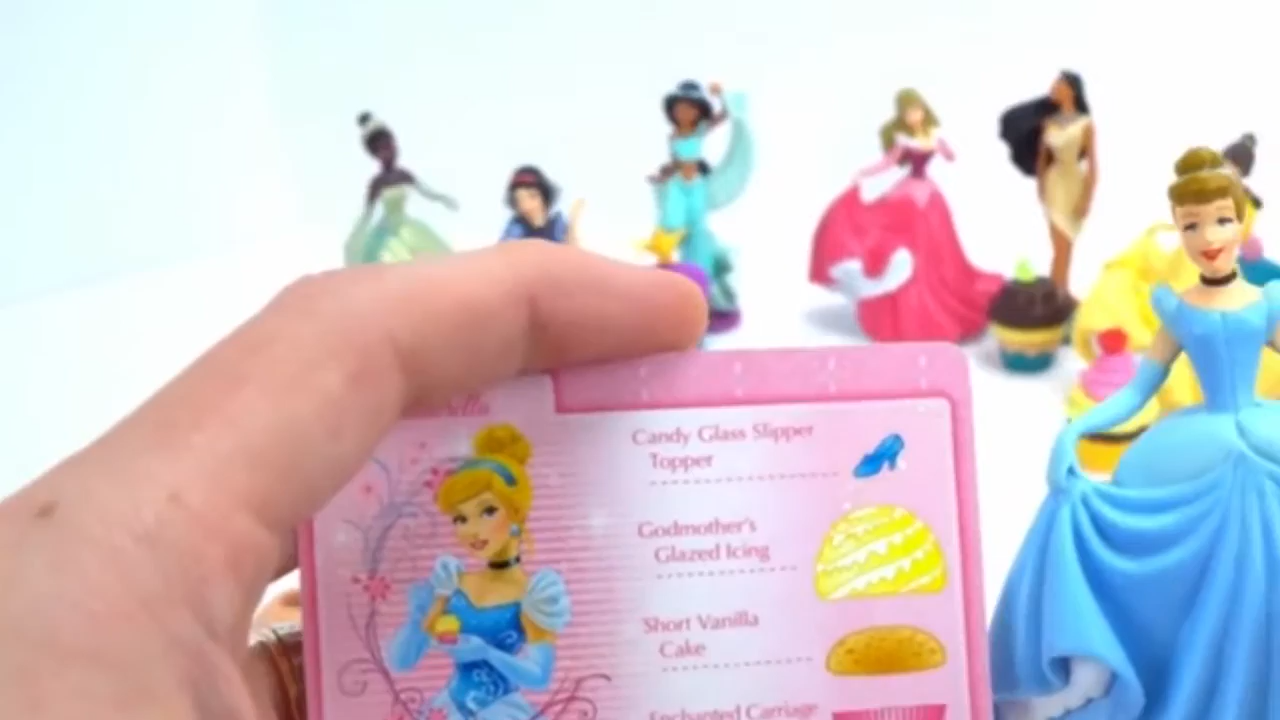 Candy Glass Slipper
Topper
Godmother's
Glazed Icing
Short Vanilla
Cake
Enchanted Carriage